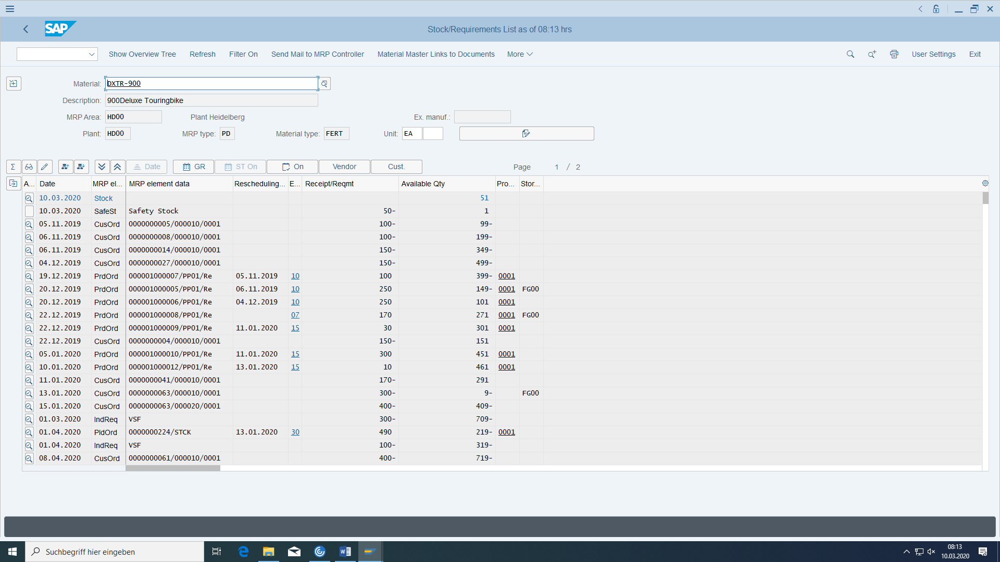 SAP
Stock/Requirements List as of 08:13 hrs
Show Overview Tree Refresh Filter On Send Mail to MRP Controller Material Master Links to Documents More User Settings Exit
Material: DXTR-900
Description: 900Deluxe Touringbike
MRP Area: HD00 Plant Heidelberg Ex. manuf.:
Plant: HD00 MRP type: PD Material type: FERT Unit: EA
Σ Date GR ST On On Vendor Cust. Page 1 / 2
A... Date MRP el... MRP element data Rescheduling... E... Receipt/Reqmt Available Qty Pro... Stor...
10.03.2020 Stock 51
10.03.2020 SafeSt Safety Stock 50- 1
05.11.2019 CusOrd 0000000005/000010/0001 100- 99-
06.11.2019 CusOrd 0000000008/000010/0001 100- 199-
06.11.2019 CusOrd 0000000014/000010/0001 150- 349-
04.12.2019 CusOrd 0000000027/000010/0001 150- 499-
19.12.2019 PrdOrd 000001000007/PP01/Re 05.11.2019 10 100 399- 0001
20.12.2019 PrdOrd 000001000005/PP01/Re 06.11.2019 10 250 149- 0001 FG00
20.12.2019 PrdOrd 000001000006/PP01/Re 04.12.2019 10 250 101 0001
22.12.2019 PrdOrd 000001000008/PP01/Re 07 170 271 0001 FG00
22.12.2019 PrdOrd 000001000009/PP01/Re 11.01.2020 15 30 301 0001
22.12.2019 CusOrd 0000000004/000010/0001 150- 151
05.01.2020 PrdOrd 000001000010/PP01/Re 11.01.2020 15 300 451 0001
10.01.2020 PrdOrd 000001000012/PP01/Re 13.01.2020 15 10 461 0001
11.01.2020 CusOrd 0000000041/000010/0001 170- 291
13.01.2020 CusOrd 0000000063/000010/0001 300- 9- FG00
15.01.2020 CusOrd 0000000063/000020/0001 400- 409-
01.03.2020 IndReq VSF 300- 709-
01.04.2020 PldOrd 0000000224/STCK 13.01.2020 30 490 219- 0001
01.04.2020 IndReq VSF 100- 319-
08.04.2020 CusOrd 0000000061/000010/0001 400- 719-
Suchbegriff hier eingeben
08:13
10.03.2020